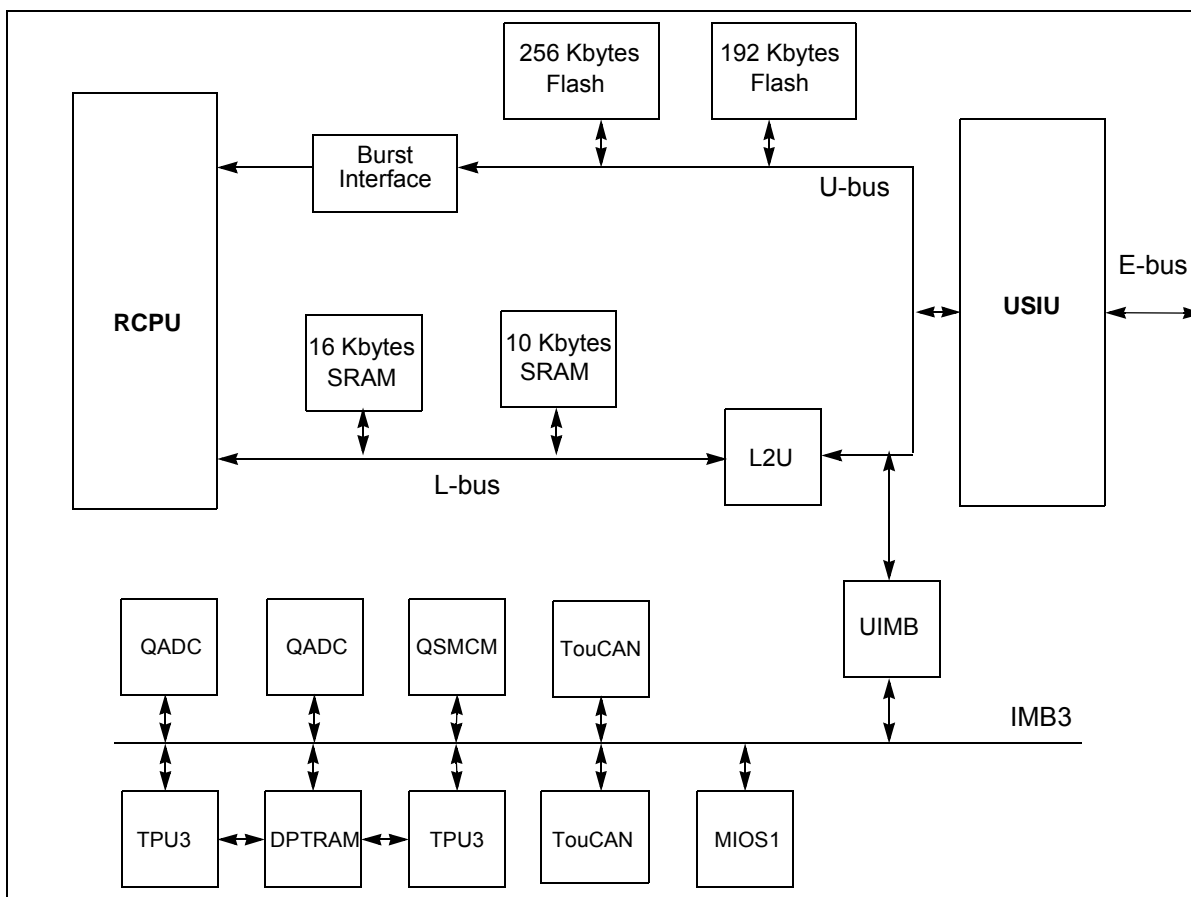 256 Kbytes
Flash
192 Kbytes
Flash
Burst
Interface
U-bus
E-bus
RCPU
USIU
16 Kbytes
SRAM
10 Kbytes
SRAM
L2U
L-bus
UIMB
QADC
QADC
QSMCM
TouCAN
IMB3
TPU3
DPTRAM
TPU3
TouCAN
MIOS1